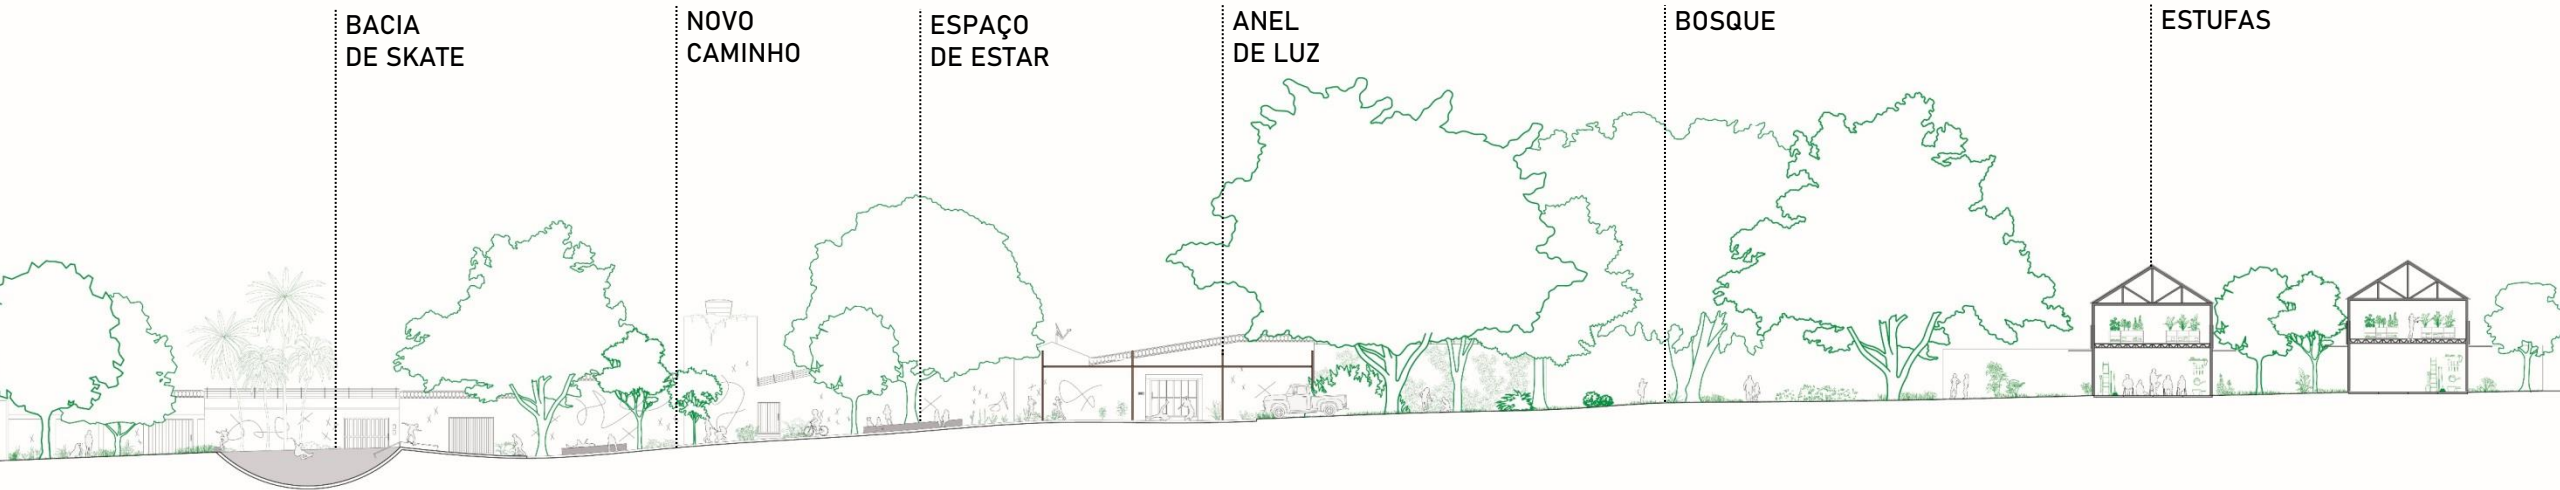 BACIA
DE SKATE
NOVO
CAMINHO
ESPAÇO
DE ESTAR
ANEL
DE LUZ
BOSQUE
ESTUFAS